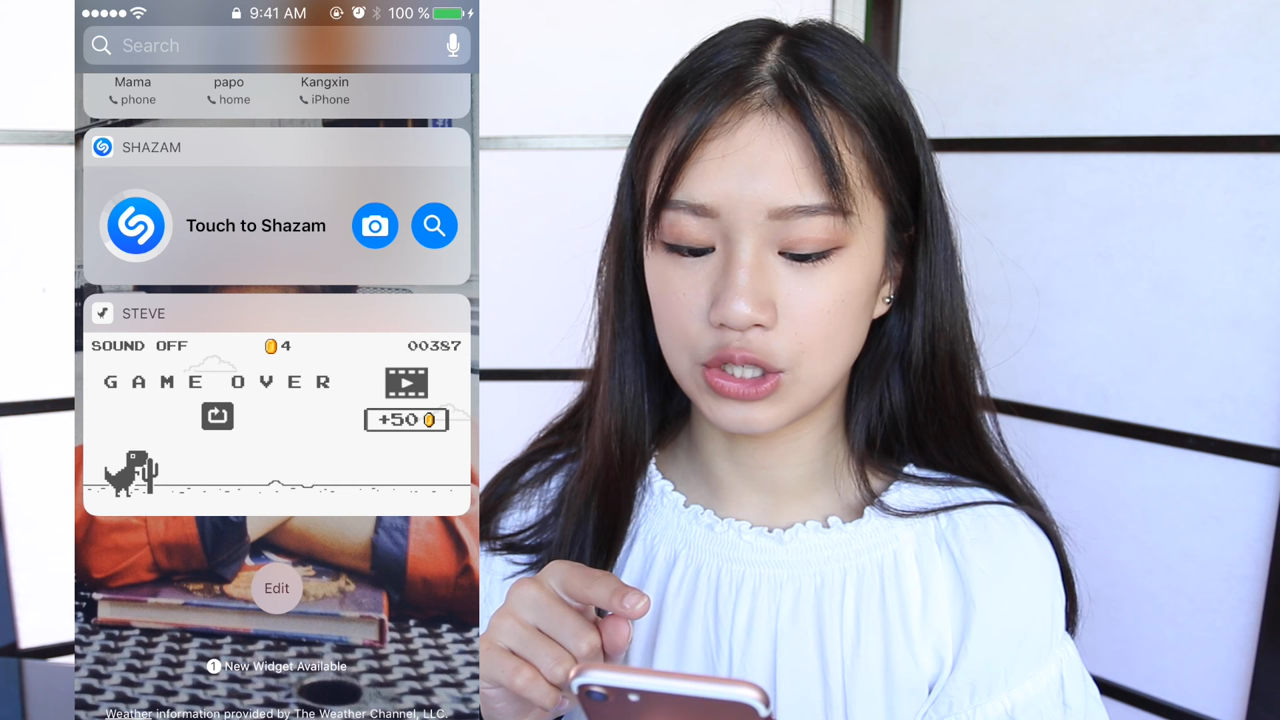 9:41 AM 100 %
Search
Mama papo Kangxin
phone home iPhone
SHAZAM
Touch to Shazam
STEVE
SOUND OFF 4 00387
GAME OVER
+50
Edit
1 New Widget Available
Weather information provided by The Weather Channel, LLC.